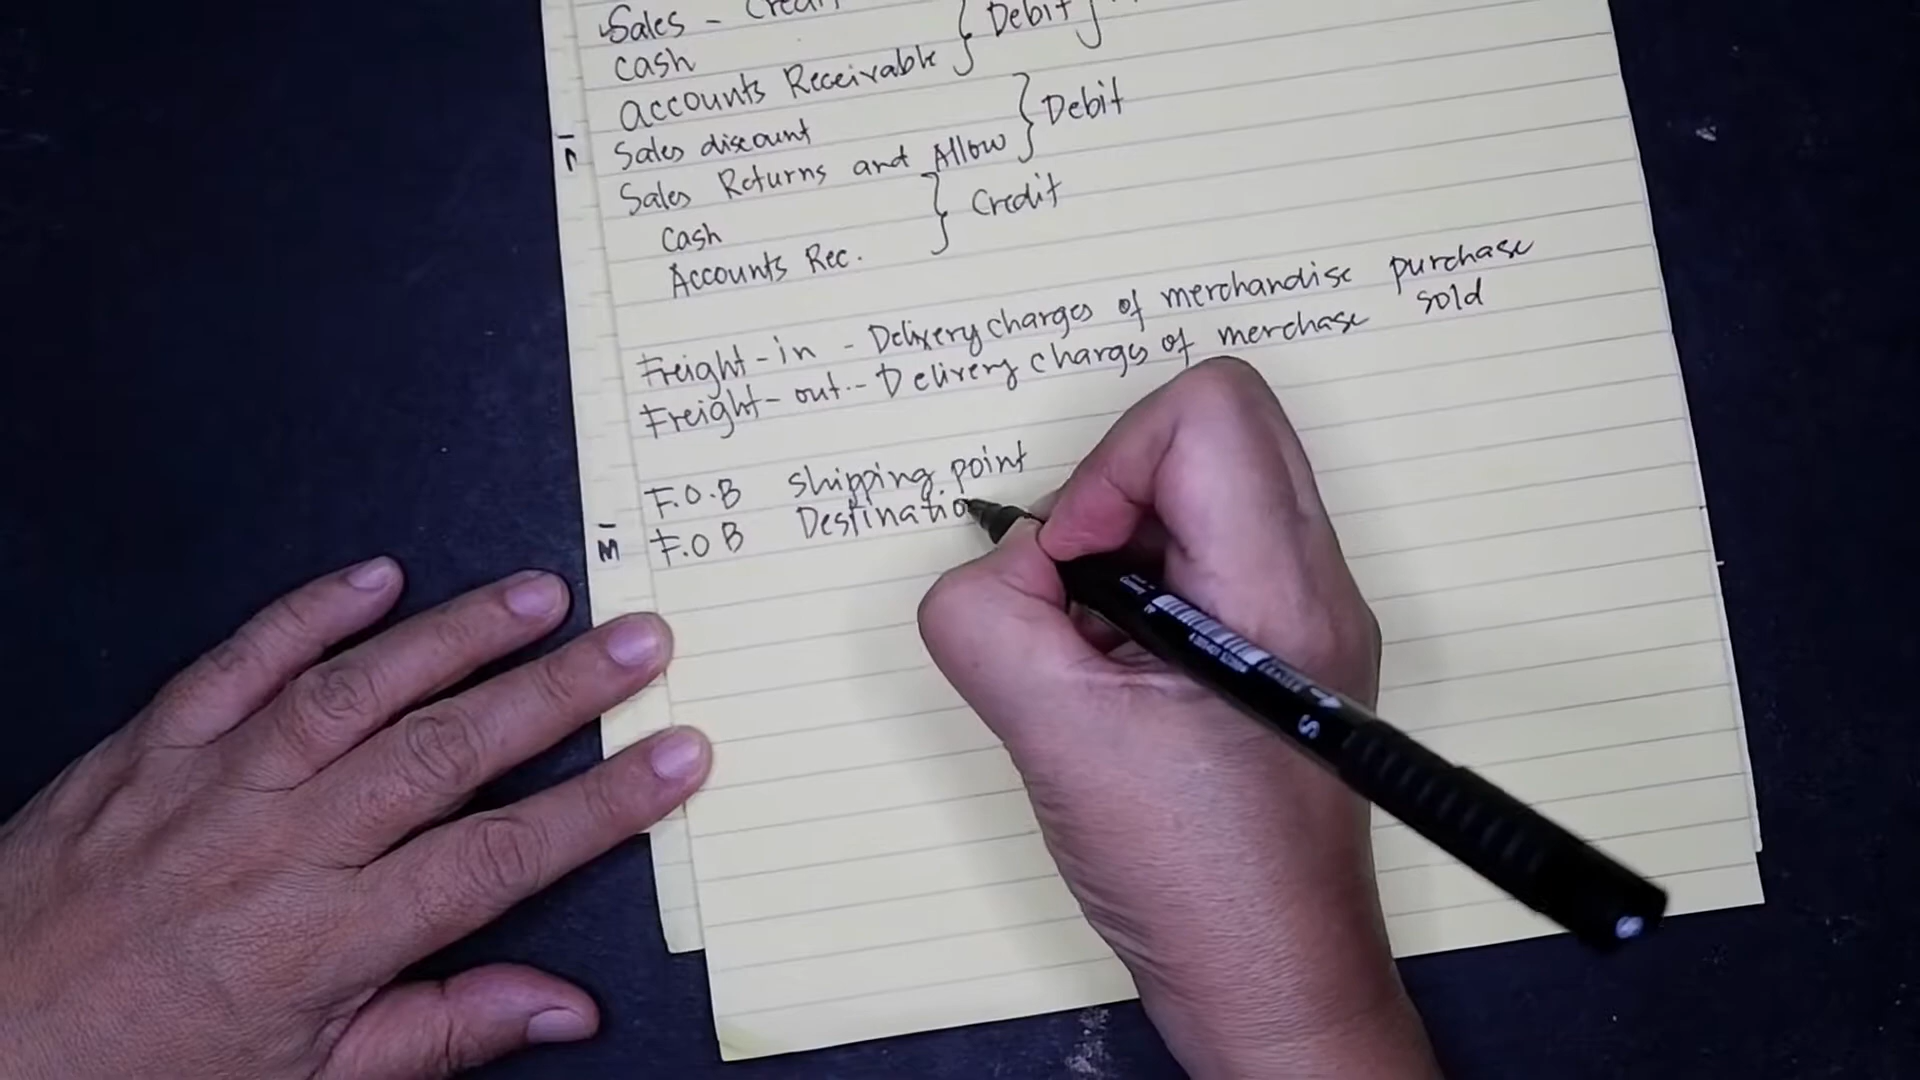 Sales - Credit
Cash
accounts Receivable } Debit }
Sales discount
Sales Returns and Allow } Debit
Cash
Accounts Rec. } Credit
Freight-in - Delivery charges of merchandise purchase
Freight-out - Delivery charges of merchase sold
F.O.B shipping point
F.O B Destinatio
M
S